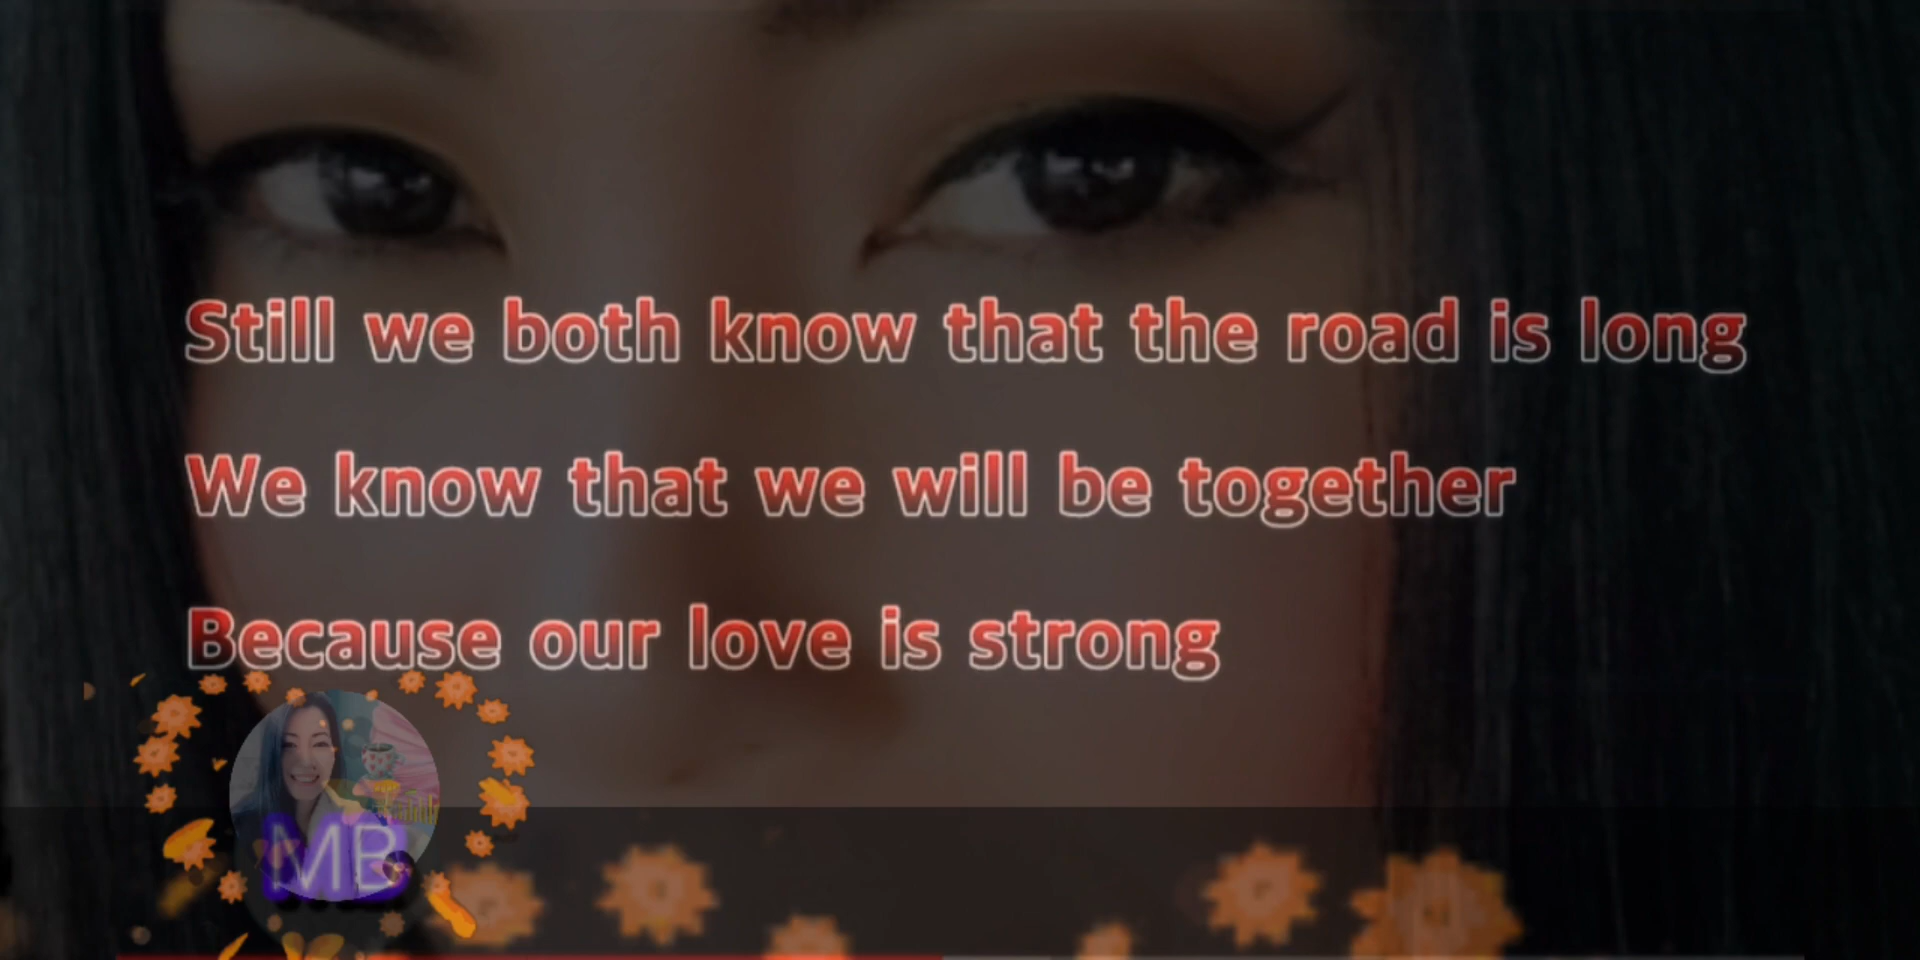 Still we both know that the road is long
We know that we will be together
Because our love is strong
MB